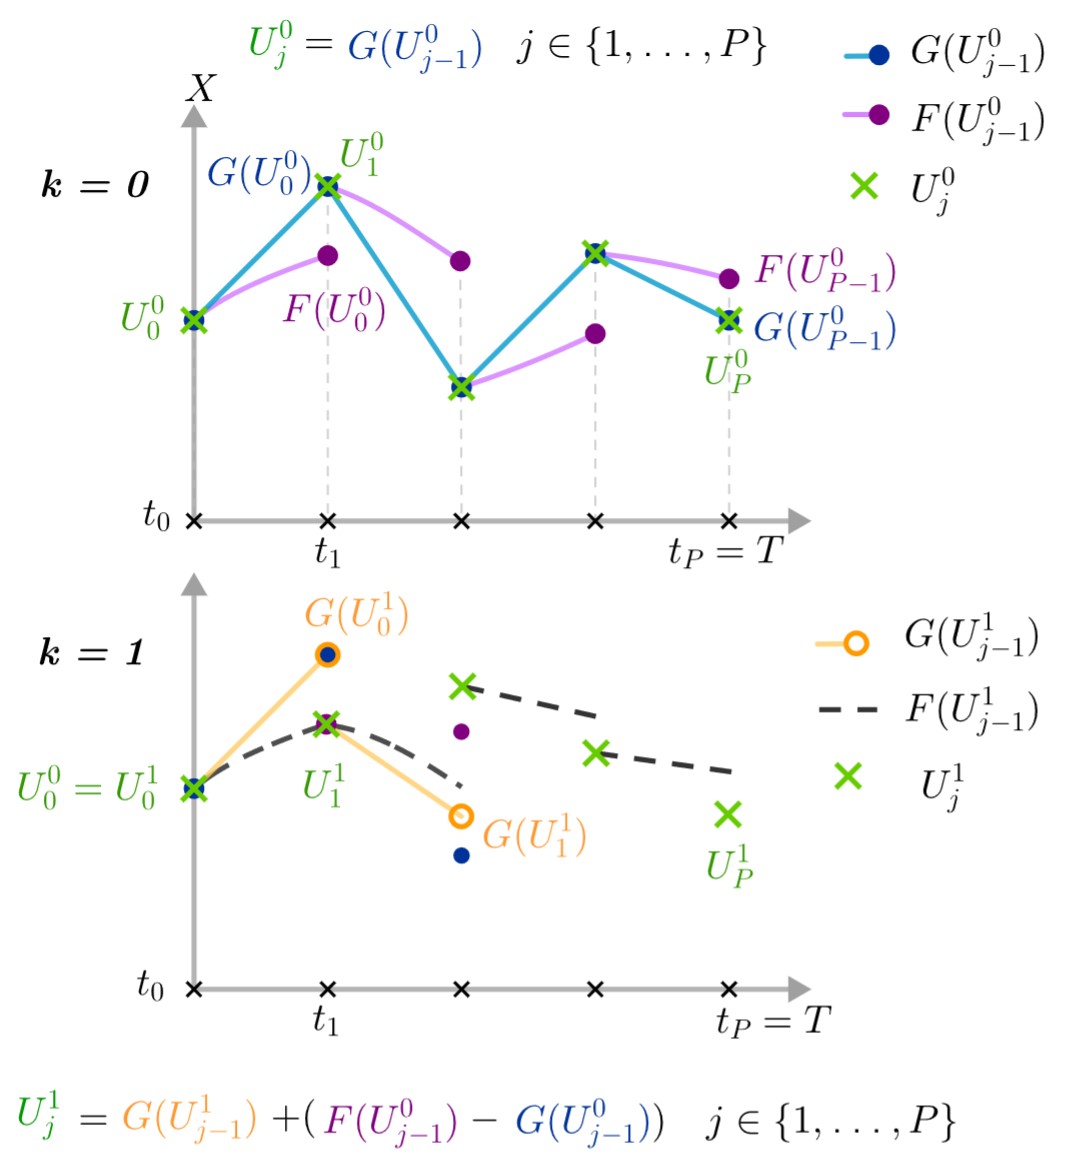 U_j^0 = G(U_{j-1}^0) j ∈ {1, . . . , P}
G(U_{j-1}^0)
F(U_{j-1}^0)
U_j^0
X
k = 0
G(U_0^0)
U_1^0
U_0^0
F(U_0^0)
F(U_{P-1}^0)
G(U_{P-1}^0)
U_P^0
t_0
t_1
t_P = T
k = 1
G(U_0^1)
G(U_{j-1}^1)
F(U_{j-1}^1)
U_j^1
U_0^0 = U_0^1
U_1^1
G(U_1^1)
U_P^1
t_0
t_1
t_P = T
U_j^1 = G(U_{j-1}^1) +( F(U_{j-1}^0) − G(U_{j-1}^0)) j ∈ {1, . . . , P}